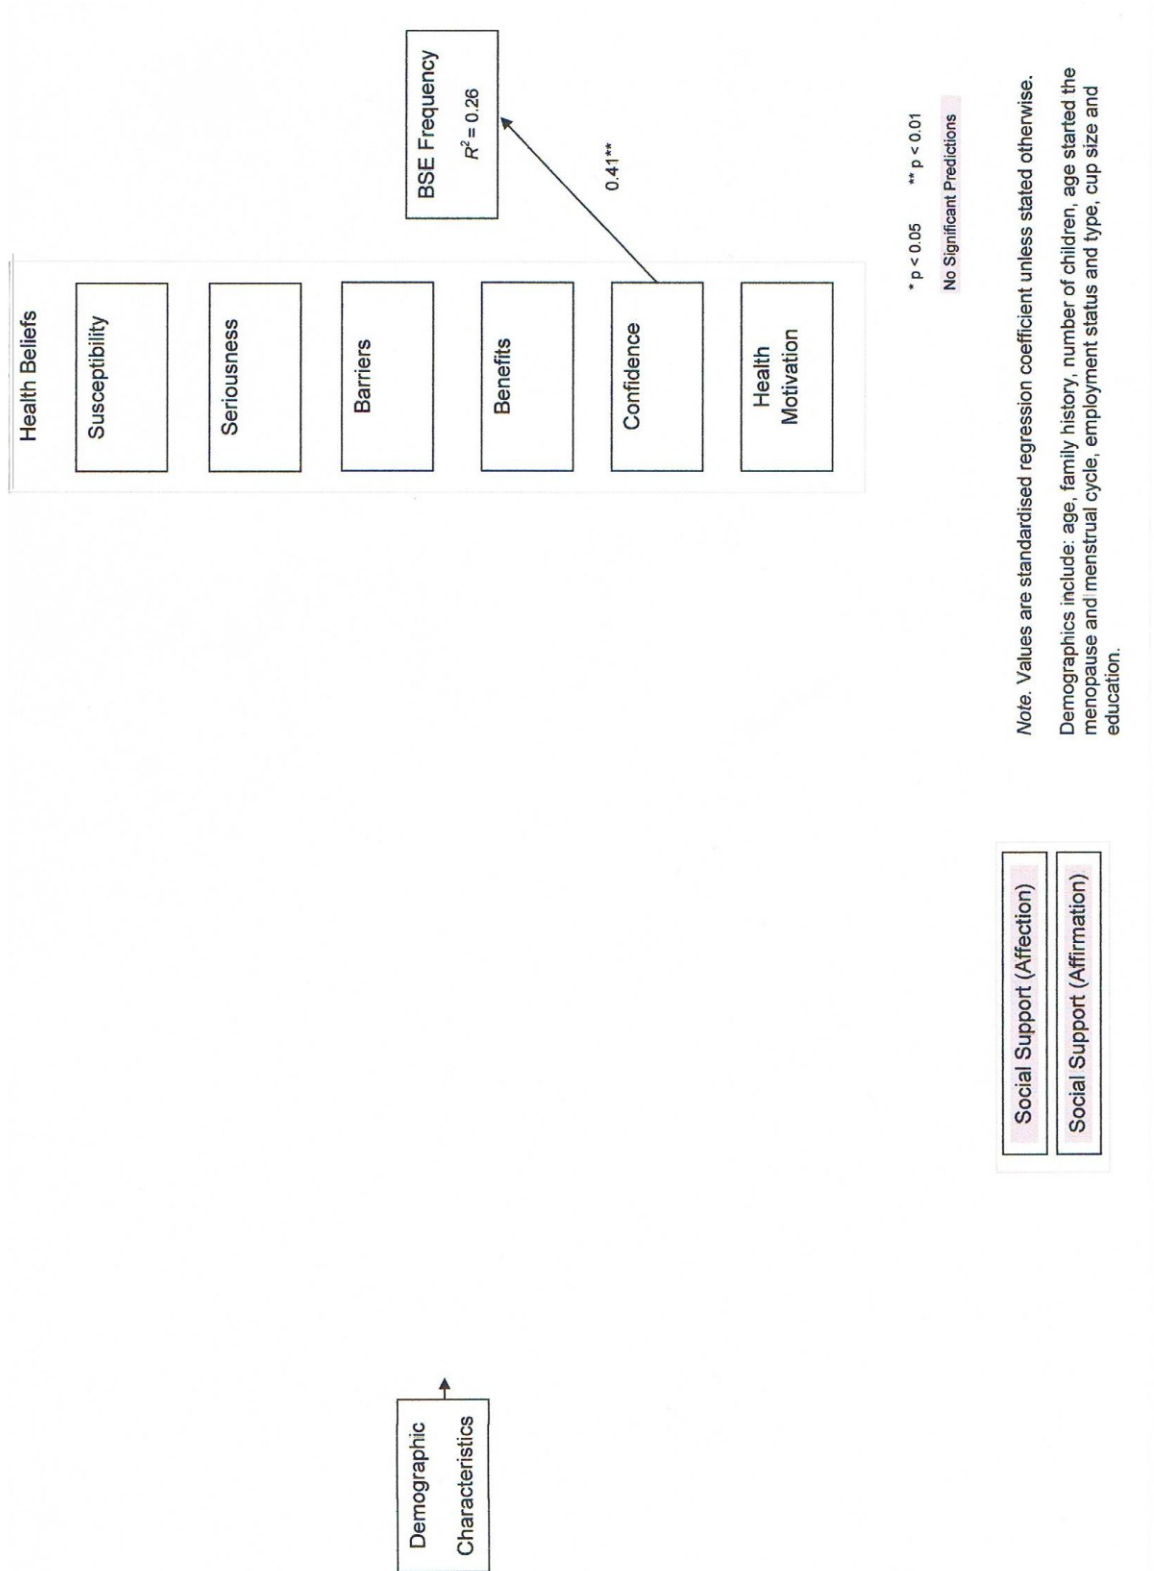 Health Beliefs
Susceptibility
Seriousness
Barriers
Benefits
Confidence
Health
Motivation
BSE Frequency
R² = 0.26
0.41**
Demographic
Characteristics
* p < 0.05 ** p < 0.01
No Significant Predictions
Social Support (Affection)
Social Support (Affirmation)
Note. Values are standardised regression coefficient unless stated otherwise.
Demographics include: age, family history, number of children, age started the
menopause and menstrual cycle, employment status and type, cup size and
education.